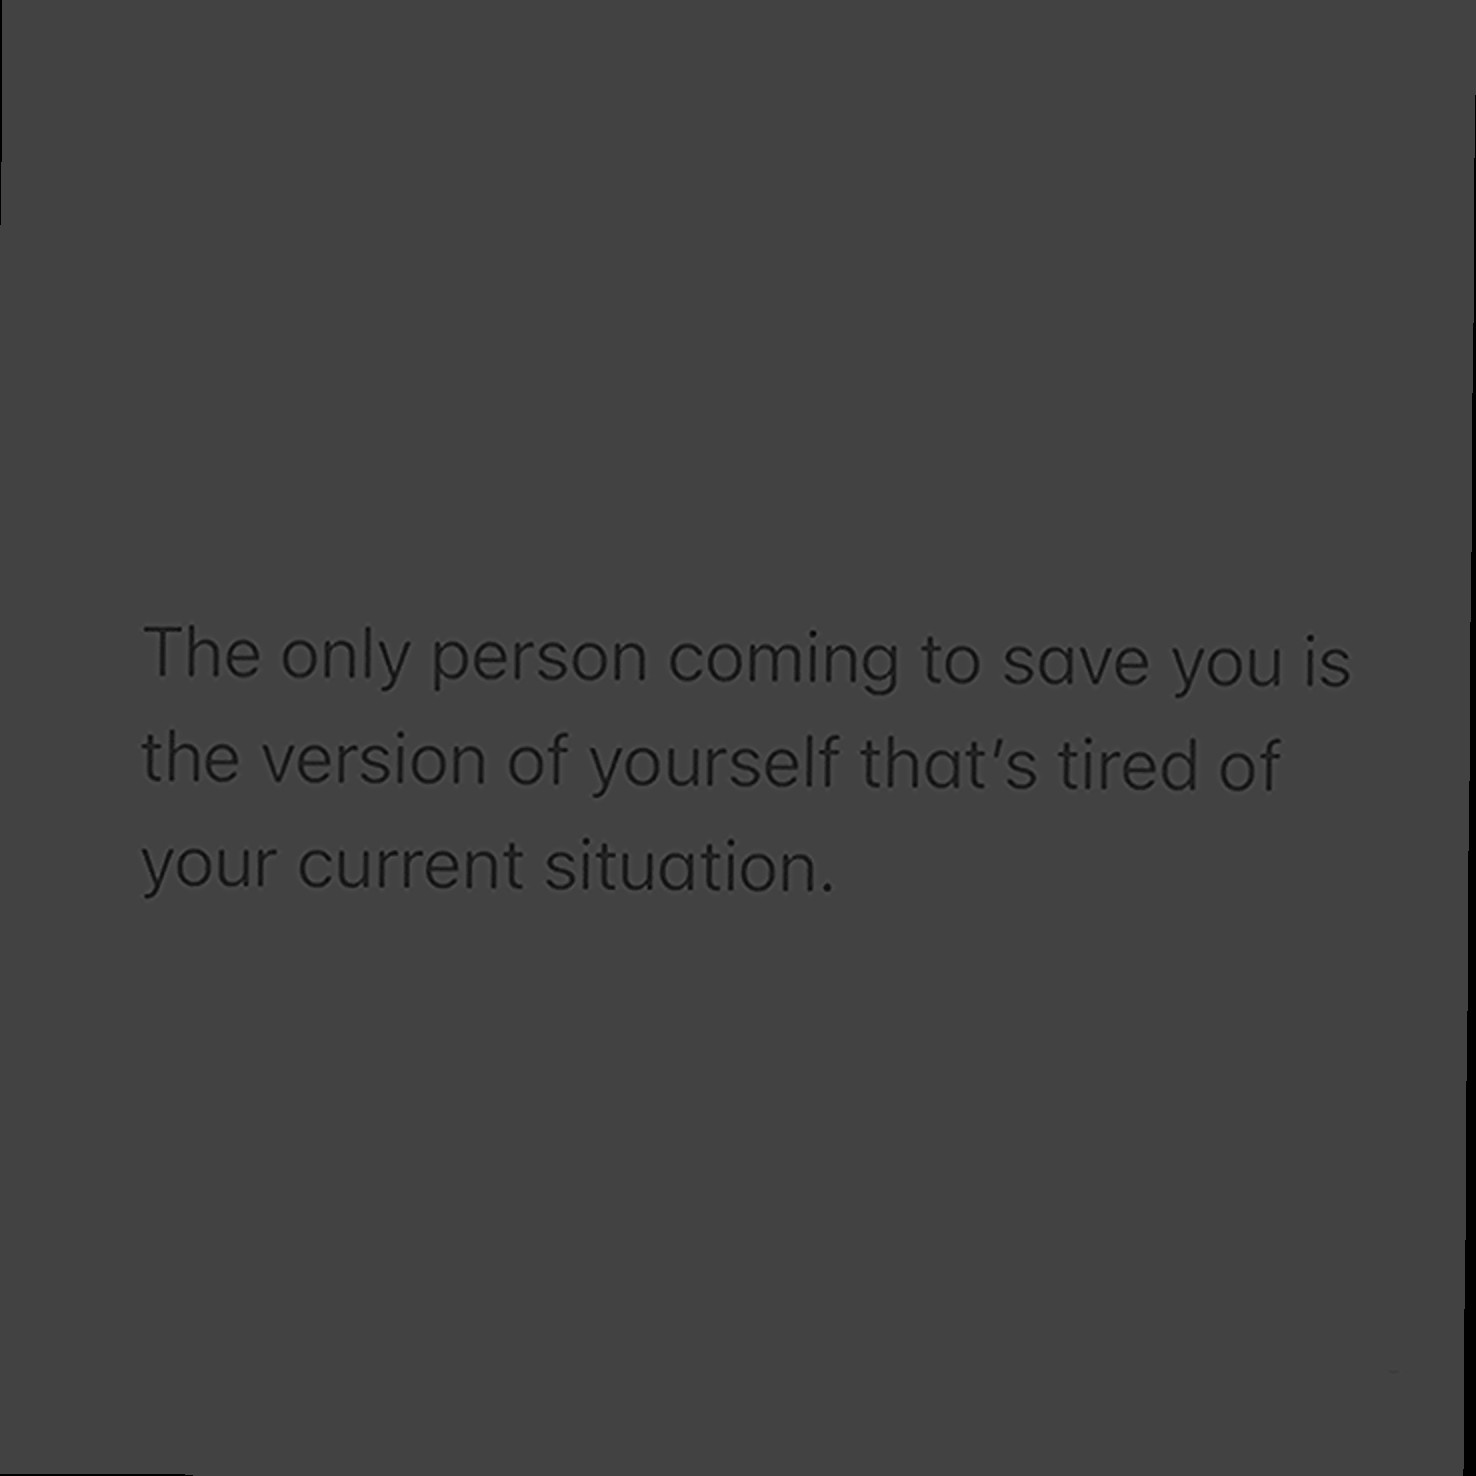 The only person coming to save you is
the version of yourself that’s tired of
your current situation.